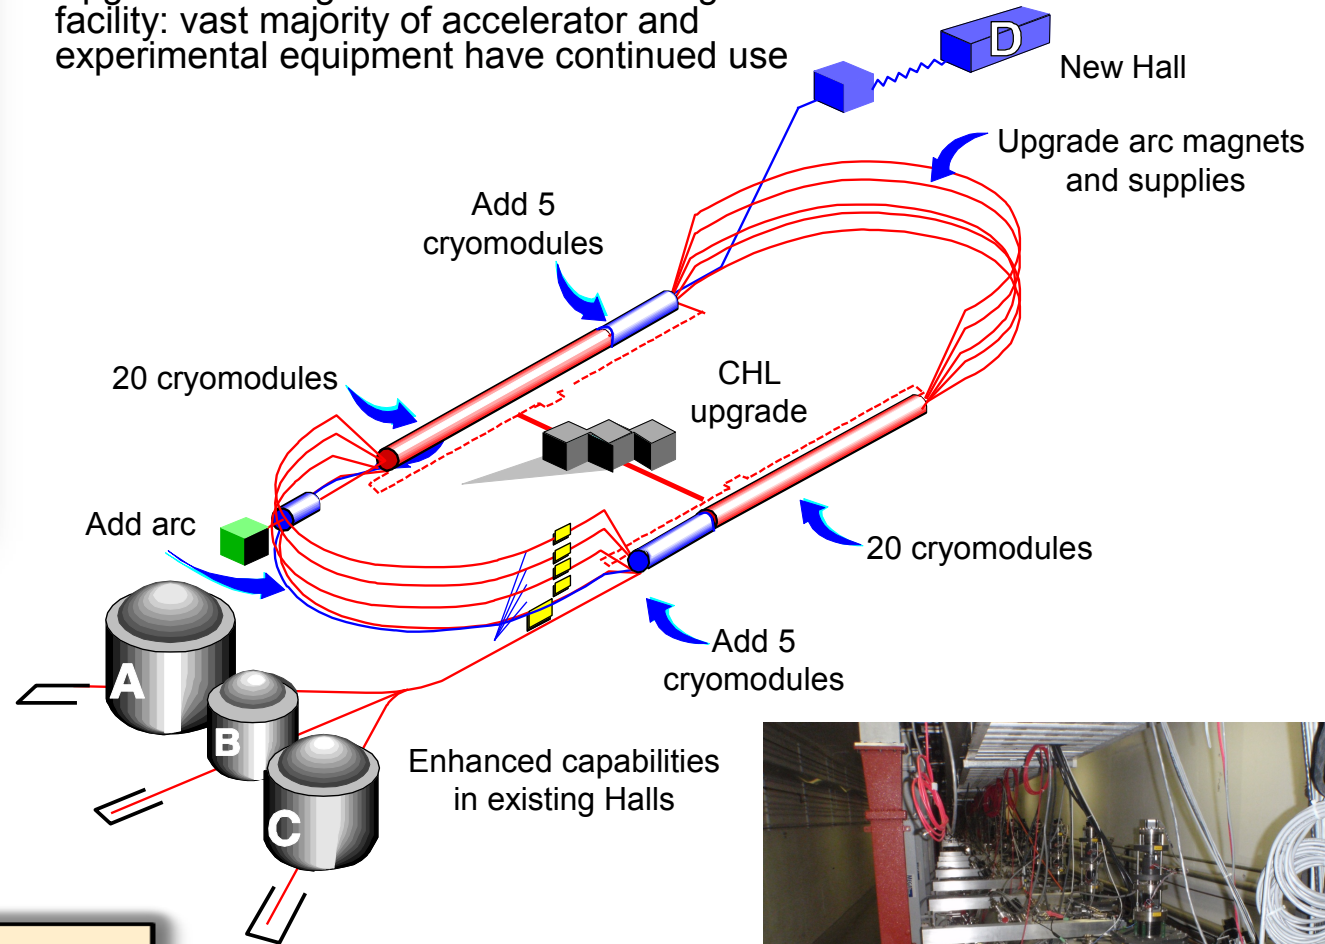 facility: vast majority of accelerator and
experimental equipment have continued use
D
New Hall
Upgrade arc magnets
and supplies
Add 5
cryomodules
20 cryomodules
CHL
upgrade
Add arc
20 cryomodules
Add 5
cryomodules
A
B
C
Enhanced capabilities
in existing Halls